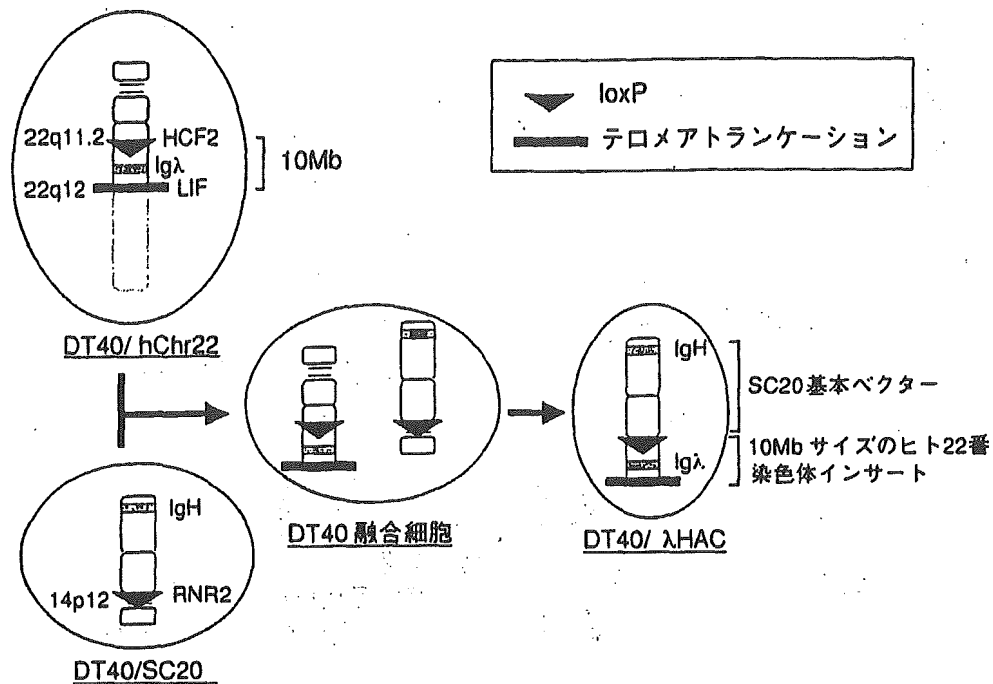 loxP
テロメアトランケーション
22q11.2
HCF2
Igλ
10Mb
22q12
LIF
DT40/ hChr22
IgH
14p12
RNR2
DT40/SC20
DT40 融合細胞
IgH
SC20基本ベクター
Igλ
10Mb サイズのヒト22番
染色体インサート
DT40/ λHAC